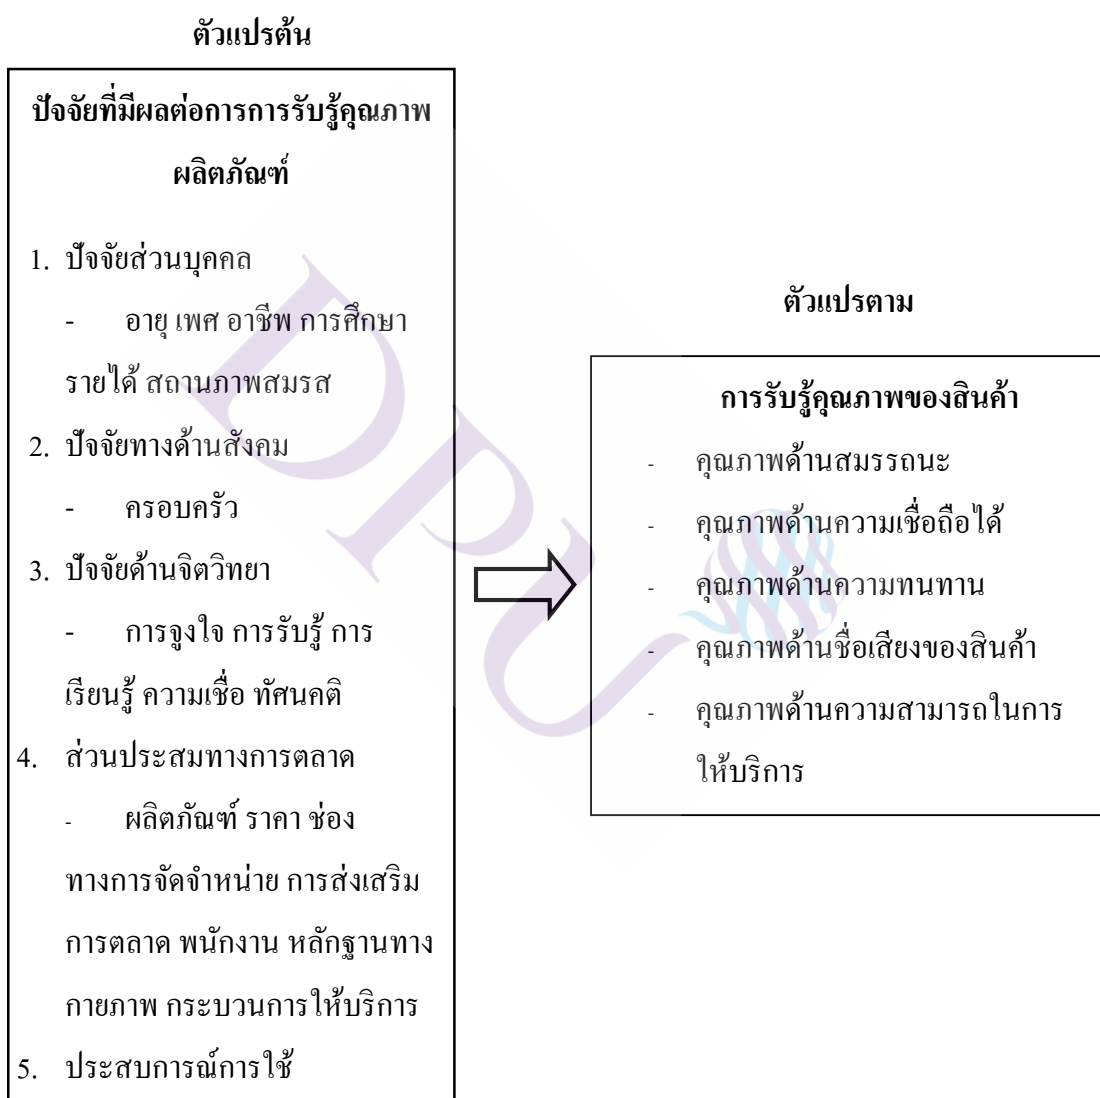 ตัวแปรต้น
ปัจจัยที่มีผลต่อการการรับรู้คุณภาพ
ผลิตภัณฑ์
1. ปัจจัยส่วนบุคคล
- อายุ เพศ อาชีพ การศึกษา
รายได้ สถานภาพสมรส
2. ปัจจัยทางด้านสังคม
- ครอบครัว
3. ปัจจัยด้านจิตวิทยา
- การจูงใจ การรับรู้ การ
เรียนรู้ ความเชื่อ ทัศนคติ
4. ส่วนประสมทางการตลาด
- ผลิตภัณฑ์ ราคา ช่อง
ทางการจัดจำหน่าย การส่งเสริม
การตลาด พนักงาน หลักฐานทาง
กายภาพ กระบวนการให้บริการ
5. ประสบการณ์การใช้
ตัวแปรตาม
การรับรู้คุณภาพของสินค้า
- คุณภาพด้านสมรรถนะ
- คุณภาพด้านความเชื่อถือได้
- คุณภาพด้านความทนทาน
- คุณภาพด้านชื่อเสียงของสินค้า
- คุณภาพด้านความสามารถในการ
ให้บริการ
DPU